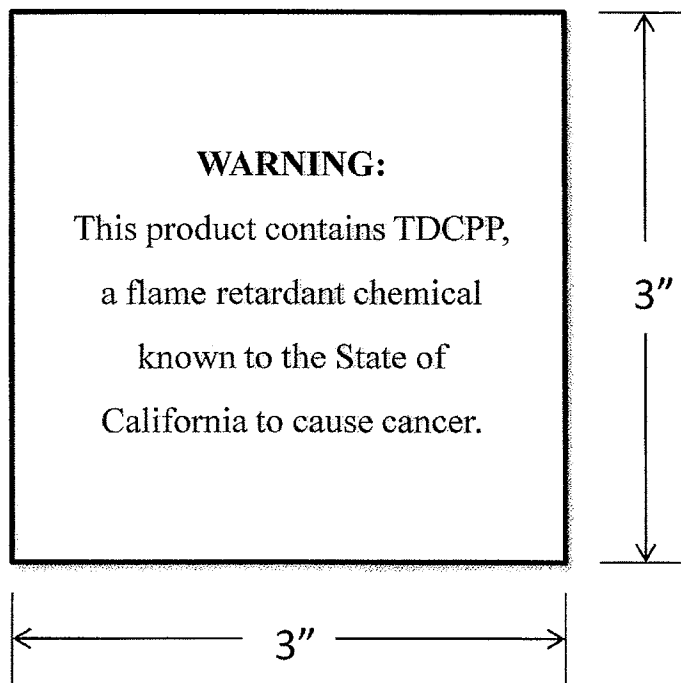 WARNING:
This product contains TDCPP,
a flame retardant chemical
known to the State of
California to cause cancer.
3"
3"